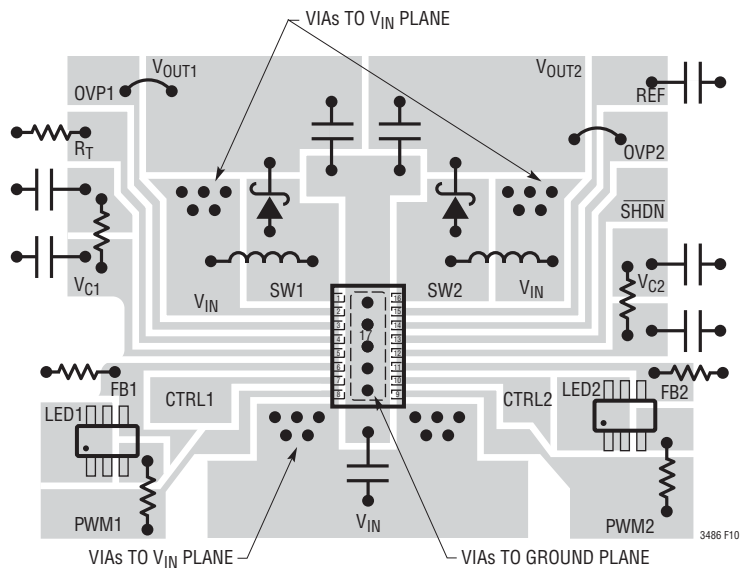 VIAs TO VIN PLANE
VOUT1
VOUT2
OVP1
REF
RT
OVP2
SHDN
VC1
VIN
SW1
SW2
VIN
VC2
1
2
3
4
5
6
7
8
17
16
15
14
13
12
11
10
9
FB1
CTRL1
CTRL2
LED2
FB2
LED1
PWM1
VIN
PWM2
3486 F10
VIAs TO VIN PLANE
VIAs TO GROUND PLANE